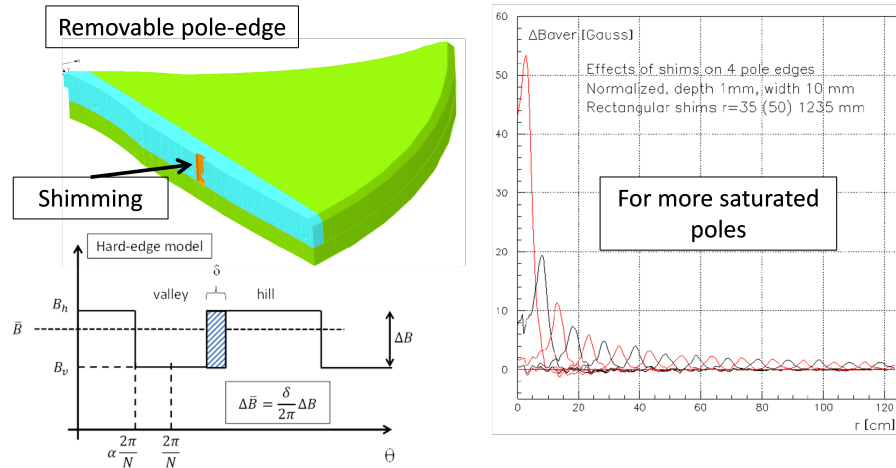 Removable pole-edge
Shimming
Hard-edge model
δ
valley
hill
B_h
B̄
ΔB
B_v
ΔB̄ = δ/2π ΔB
α 2π/N
2π/N
Θ
ΔBaver [Gauss]
Effects of shims on 4 pole edges
Normalized, depth 1mm, width 10 mm
Rectangular shims r=35 (50) 1235 mm
For more saturated
poles
60
50
40
30
20
10
0
0
20
40
60
80
100
120
r [cm]